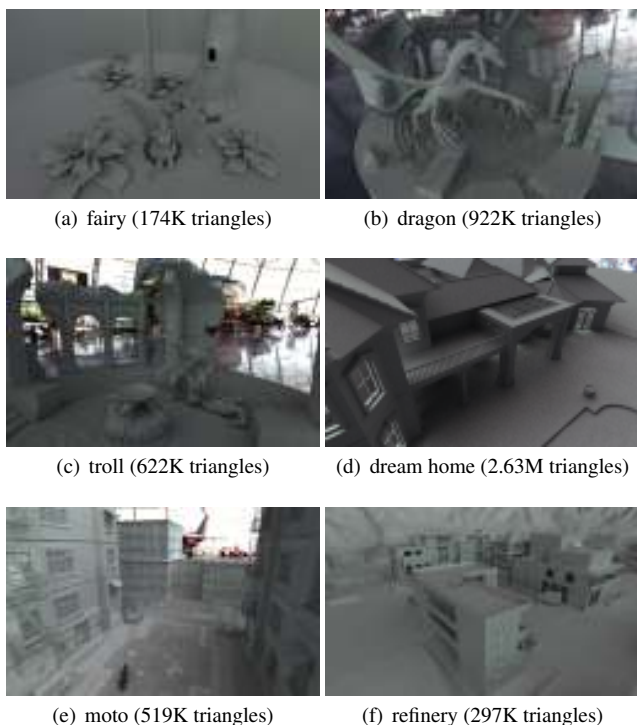 (a) fairy (174K triangles)
(b) dragon (922K triangles)
(c) troll (622K triangles)
(d) dream home (2.63M triangles)
(e) moto (519K triangles)
(f) refinery (297K triangles)